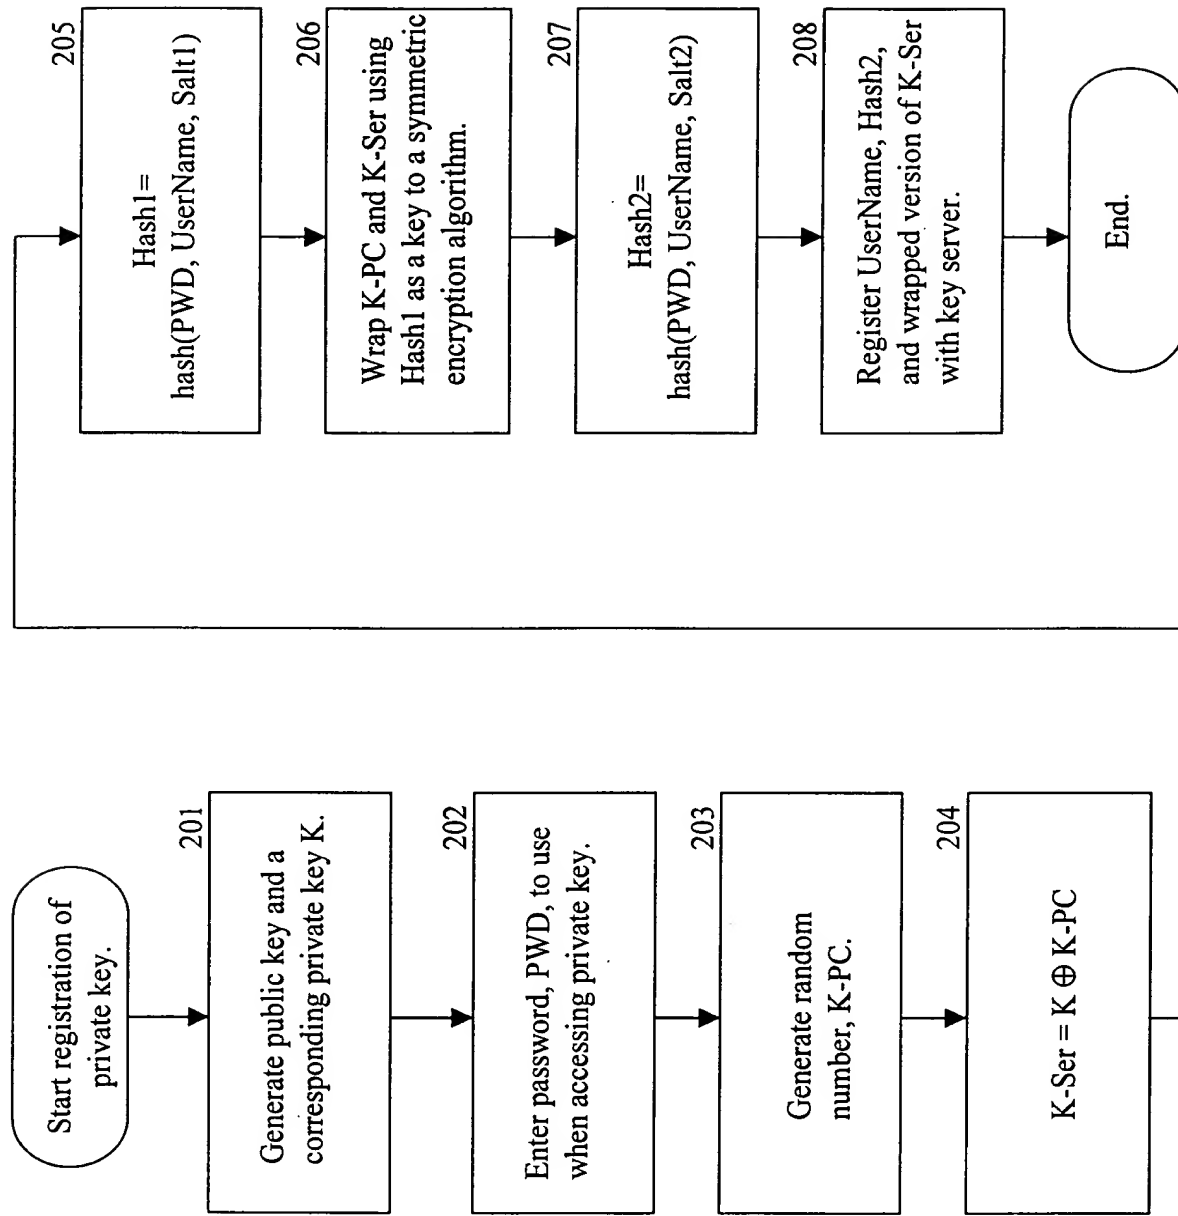 Start registration of
private key.
201
Generate public key and a
corresponding private key K.
202
Enter password, PWD, to use
when accessing private key.
203
Generate random
number, K-PC.
204
K-Ser = K ⊕ K-PC
205
Hash1=
hash(PWD, UserName, Salt1)
206
Wrap K-PC and K-Ser using
Hash1 as a key to a symmetric
encryption algorithm.
207
Hash2=
hash(PWD, UserName, Salt2)
208
Register UserName, Hash2,
and wrapped version of K-Ser
with key server.
End.